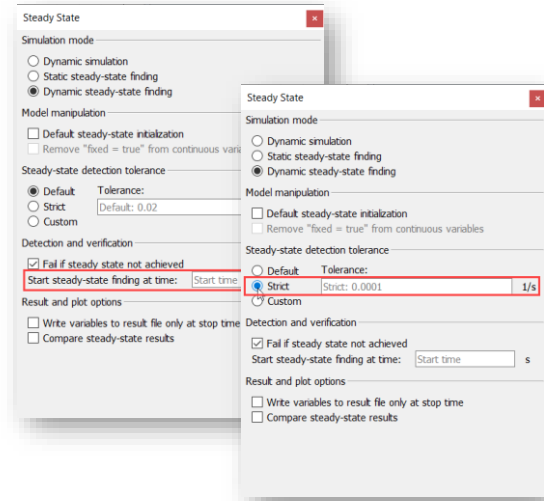 Steady State
Simulation mode
Dynamic simulation
Static steady-state finding
Dynamic steady-state finding
Model manipulation
Default steady-state initialization
Remove "fixed = true" from continuous
Steady-state detection tolerance
Default Tolerance:
Strict Default: 0.02
Custom
Detection and verification
Fail if steady state not achieved
Start steady-state finding at time: Start time
Result and plot options
Write variables to result file only at stop time
Compare steady-state results
Steady State
Simulation mode
Dynamic simulation
Static steady-state finding
Dynamic steady-state finding
Model manipulation
Default steady-state initialization
Remove "fixed = true" from continuous variables
Steady-state detection tolerance
Default Tolerance:
Strict Strict: 0.0001 1/s
Custom
Detection and verification
Fail if steady state not achieved
Start steady-state finding at time: Start time s
Result and plot options
Write variables to result file only at stop time
Compare steady-state results